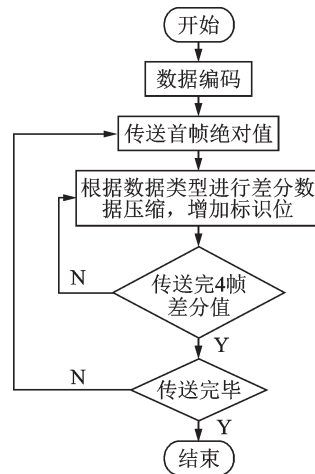 开始
数据编码
传送首帧绝对值
根据数据类型进行差分数
据压缩，增加标识位
N
传送完4帧
差分值
Y
N
传送完毕
Y
结束